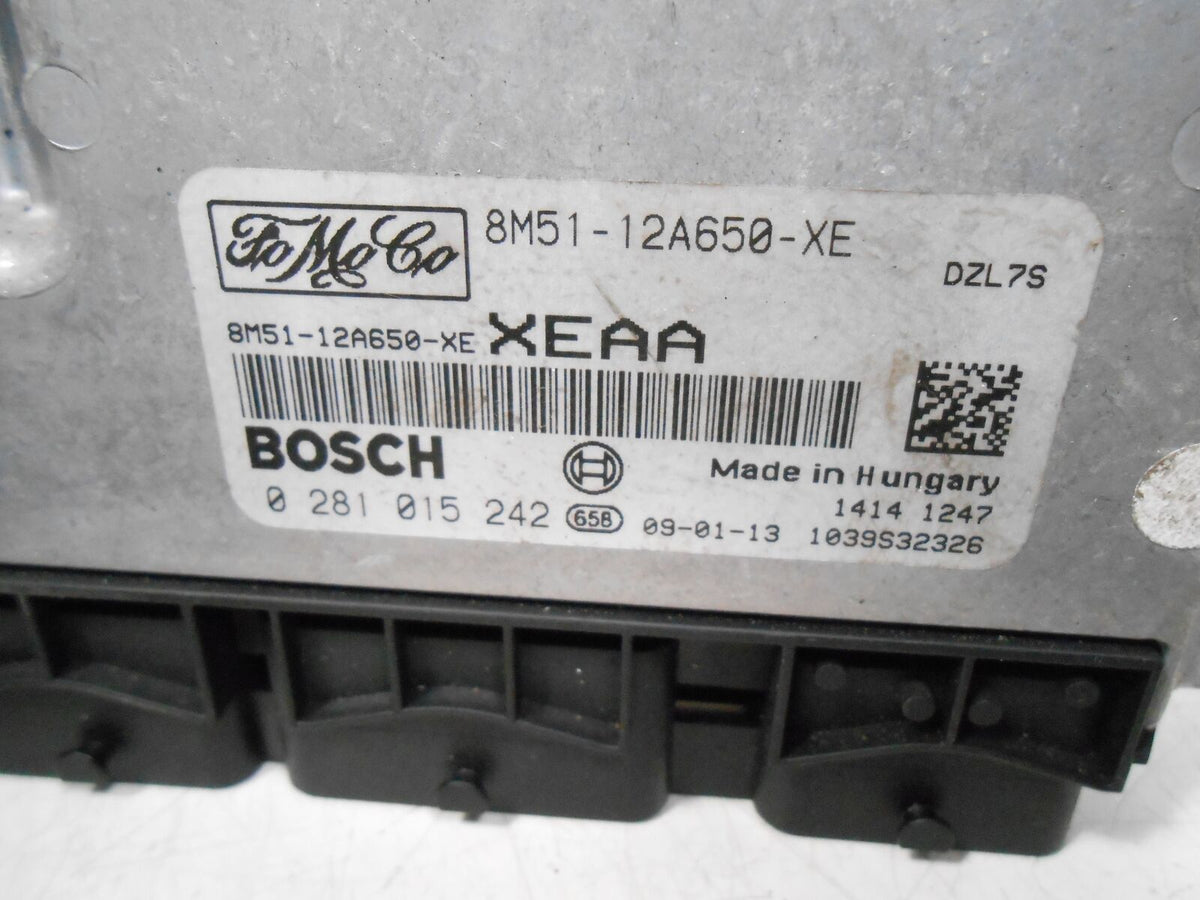 FoMoCo 8M51-12A650-XE
DZL7S
8M51-12A650-XE XEAA
BOSCH
Made in Hungary
1414 1247
0 281 015 242 658 09-01-13 1039S32326